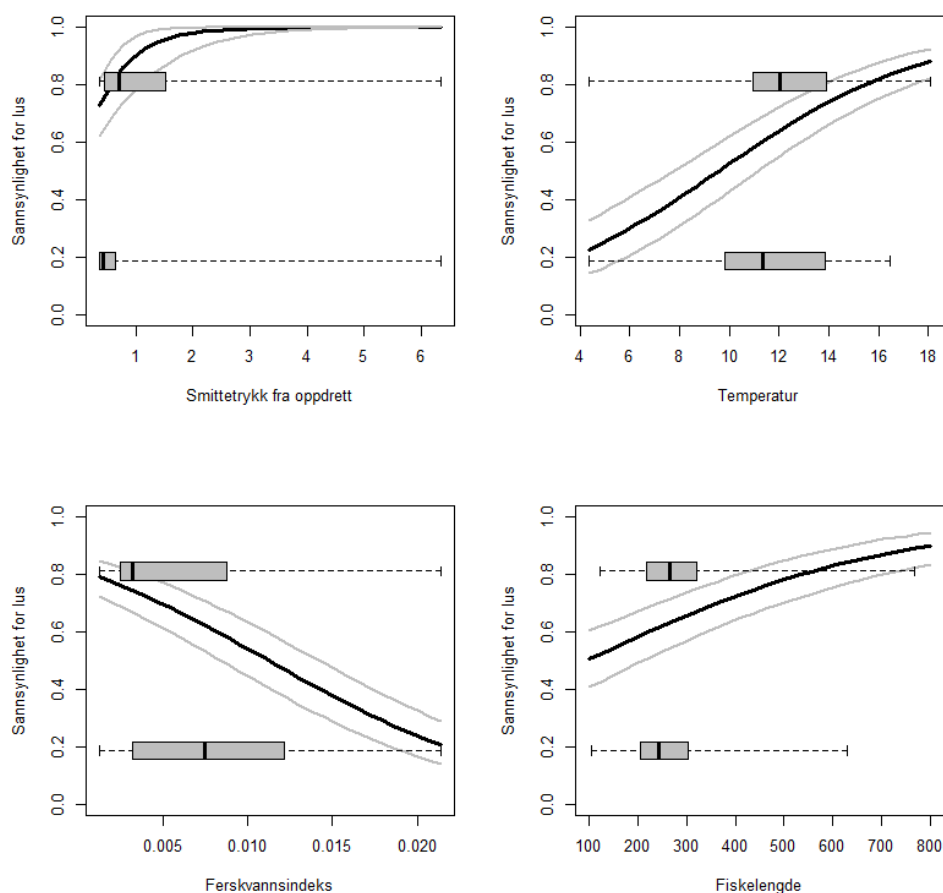 Sannsynlighet for lus
0.0 0.2 0.4 0.6 0.8 1.0
1 2 3 4 5 6
Smittetrykk fra oppdrett
Sannsynlighet for lus
0.0 0.2 0.4 0.6 0.8 1.0
4 6 8 10 12 14 16 18
Temperatur
Sannsynlighet for lus
0.0 0.2 0.4 0.6 0.8 1.0
0.005 0.010 0.015 0.020
Ferskvannsindeks
Sannsynlighet for lus
0.0 0.2 0.4 0.6 0.8 1.0
100 200 300 400 500 600 700 800
Fiskelengde